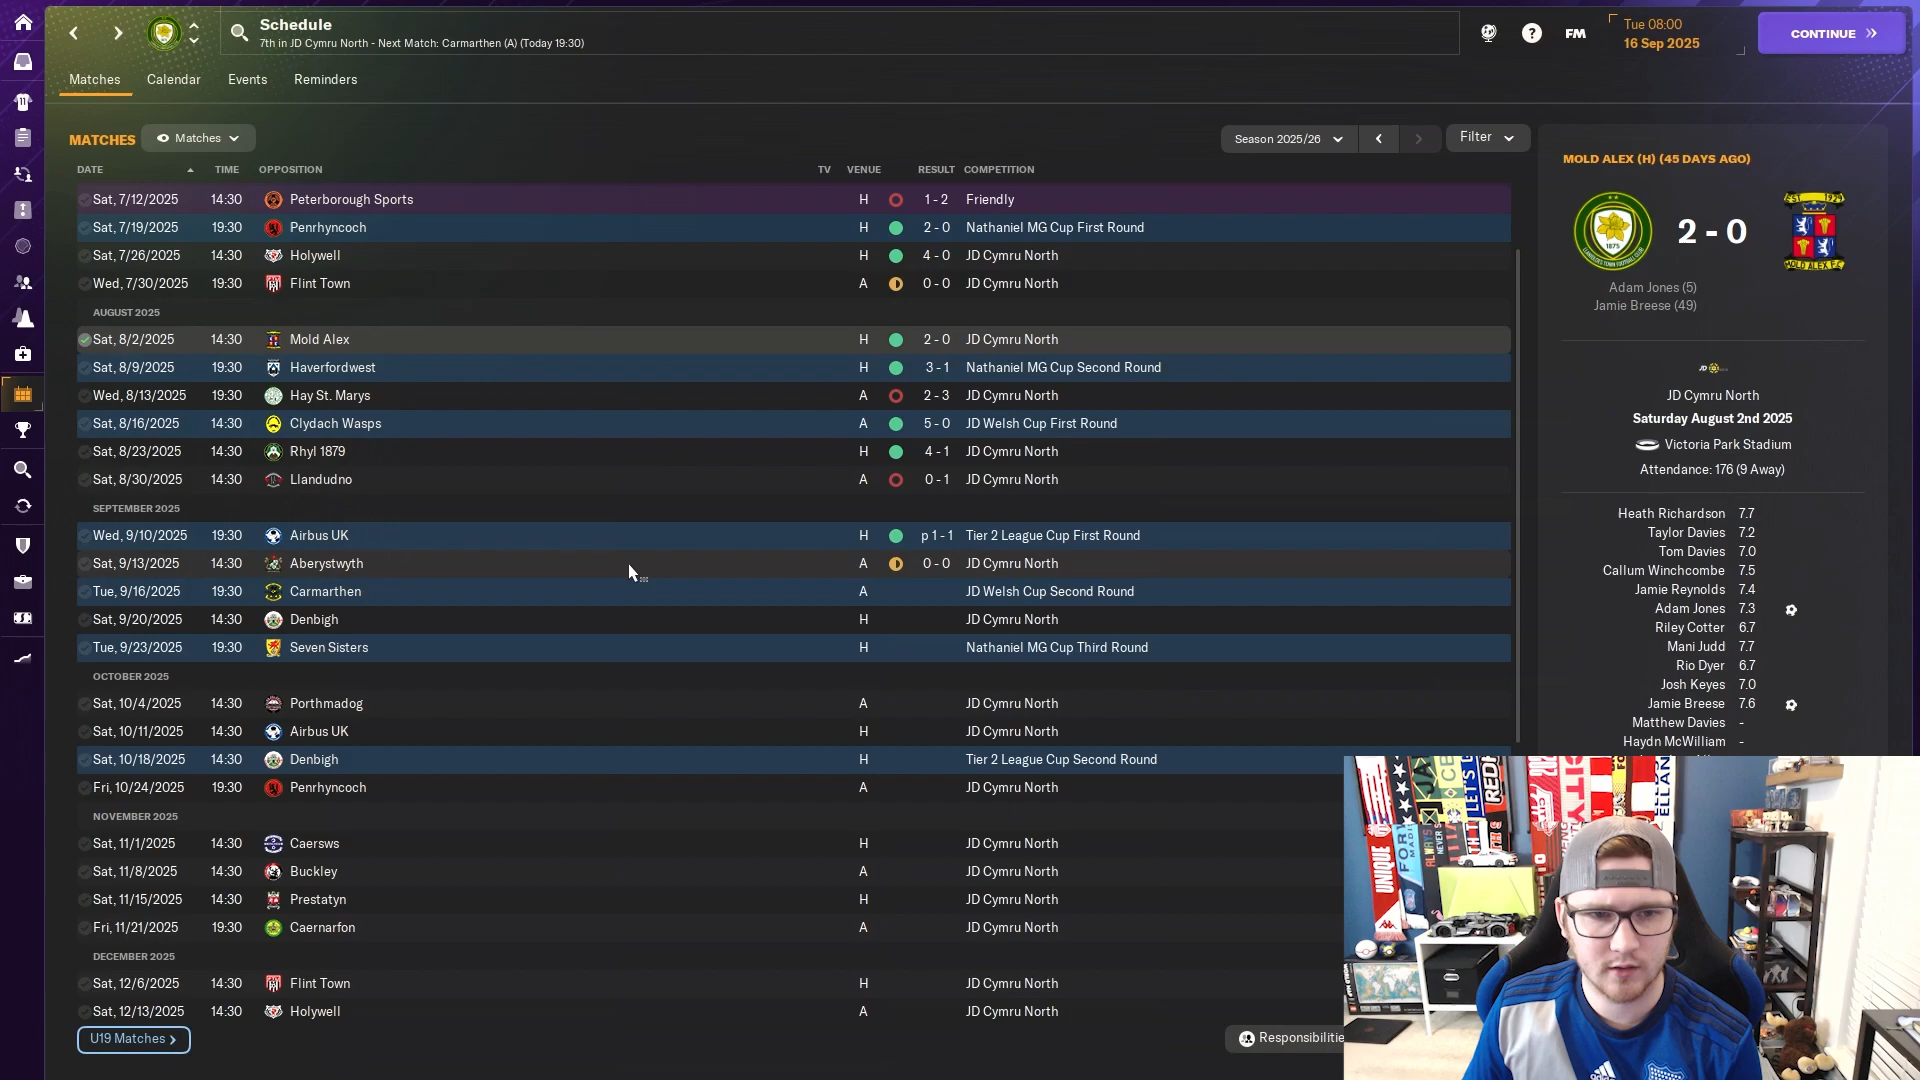 Schedule
7th in JD Cymru North - Next Match: Carmarthen (A) (Today 19:30)
FM
Tue 08:00
16 Sep 2025
CONTINUE
Matches
Calendar
Events
Reminders
MATCHES
Matches
Season 2025/26
Filter
DATE TIME OPPOSITION TV VENUE RESULT COMPETITION
Sat, 7/12/2025 14:30 Peterborough Sports H 1 - 2 Friendly
Sat, 7/19/2025 19:30 Penrhyncoch H 2 - 0 Nathaniel MG Cup First Round
Sat, 7/26/2025 14:30 Holywell H 4 - 0 JD Cymru North
Wed, 7/30/2025 19:30 Flint Town A 0 - 0 JD Cymru North
AUGUST 2025
Sat, 8/2/2025 14:30 Mold Alex H 2 - 0 JD Cymru North
Sat, 8/9/2025 19:30 Haverfordwest H 3 - 1 Nathaniel MG Cup Second Round
Wed, 8/13/2025 19:30 Hay St. Marys A 2 - 3 JD Cymru North
Sat, 8/16/2025 14:30 Clydach Wasps A 5 - 0 JD Welsh Cup First Round
Sat, 8/23/2025 14:30 Rhyl 1879 H 4 - 1 JD Cymru North
Sat, 8/30/2025 14:30 Llandudno A 0 - 1 JD Cymru North
SEPTEMBER 2025
Wed, 9/10/2025 19:30 Airbus UK H p 1 - 1 Tier 2 League Cup First Round
Sat, 9/13/2025 14:30 Aberystwyth A 0 - 0 JD Cymru North
Tue, 9/16/2025 19:30 Carmarthen A JD Welsh Cup Second Round
Sat, 9/20/2025 14:30 Denbigh H JD Cymru North
Tue, 9/23/2025 19:30 Seven Sisters H Nathaniel MG Cup Third Round
OCTOBER 2025
Sat, 10/4/2025 14:30 Porthmadog A JD Cymru North
Sat, 10/11/2025 14:30 Airbus UK H JD Cymru North
Sat, 10/18/2025 14:30 Denbigh H Tier 2 League Cup Second Round
Fri, 10/24/2025 19:30 Penrhyncoch A JD Cymru North
NOVEMBER 2025
Sat, 11/1/2025 14:30 Caersws H JD Cymru North
Sat, 11/8/2025 14:30 Buckley A JD Cymru North
Sat, 11/15/2025 14:30 Prestatyn H JD Cymru North
Fri, 11/21/2025 19:30 Caernarfon A JD Cymru North
DECEMBER 2025
Sat, 12/6/2025 14:30 Flint Town H JD Cymru North
Sat, 12/13/2025 14:30 Holywell A JD Cymru North
U19 Matches
Responsibilitie
MOLD ALEX (H) (45 DAYS AGO)
2 - 0
1875
EST 1929
MOLD ALEX F.C
Adam Jones (5)
Jamie Breese (49)
JD
JD Cymru North
Saturday August 2nd 2025
Victoria Park Stadium
Attendance: 176 (9 Away)
Heath Richardson 7.7
Taylor Davies 7.2
Tom Davies 7.0
Callum Winchcombe 7.5
Jamie Reynolds 7.4
Adam Jones 7.3
Riley Cotter 6.7
Mani Judd 7.7
Rio Dyer 6.7
Josh Keyes 7.0
Jamie Breese 7.6
Matthew Davies -
Haydn McWilliam -
LET'S
RED
CITY
UNIQUE
ALWAYS
NEVER
adidas